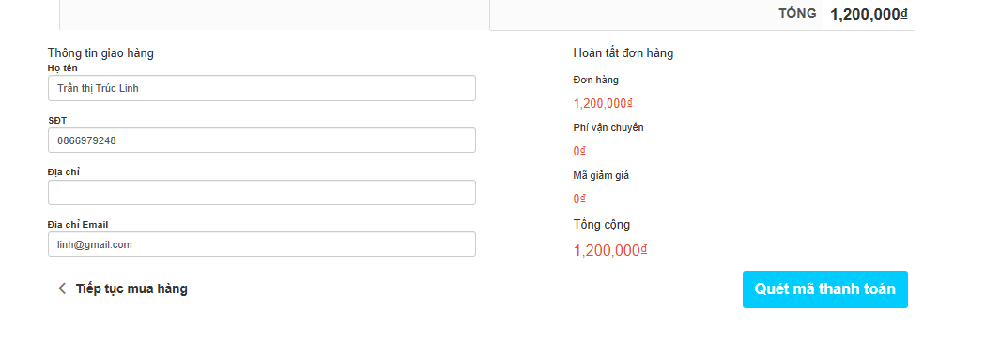 TỔNG 1,200,000₫
Thông tin giao hàng
Họ tên
Trần thị Trúc Linh
SĐT
0866979248
Địa chỉ
Địa chỉ Email
linh@gmail.com
Tiếp tục mua hàng
Hoàn tất đơn hàng
Đơn hàng
1,200,000₫
Phí vận chuyển
0₫
Mã giảm giá
0₫
Tổng cộng
1,200,000₫
Quét mã thanh toán